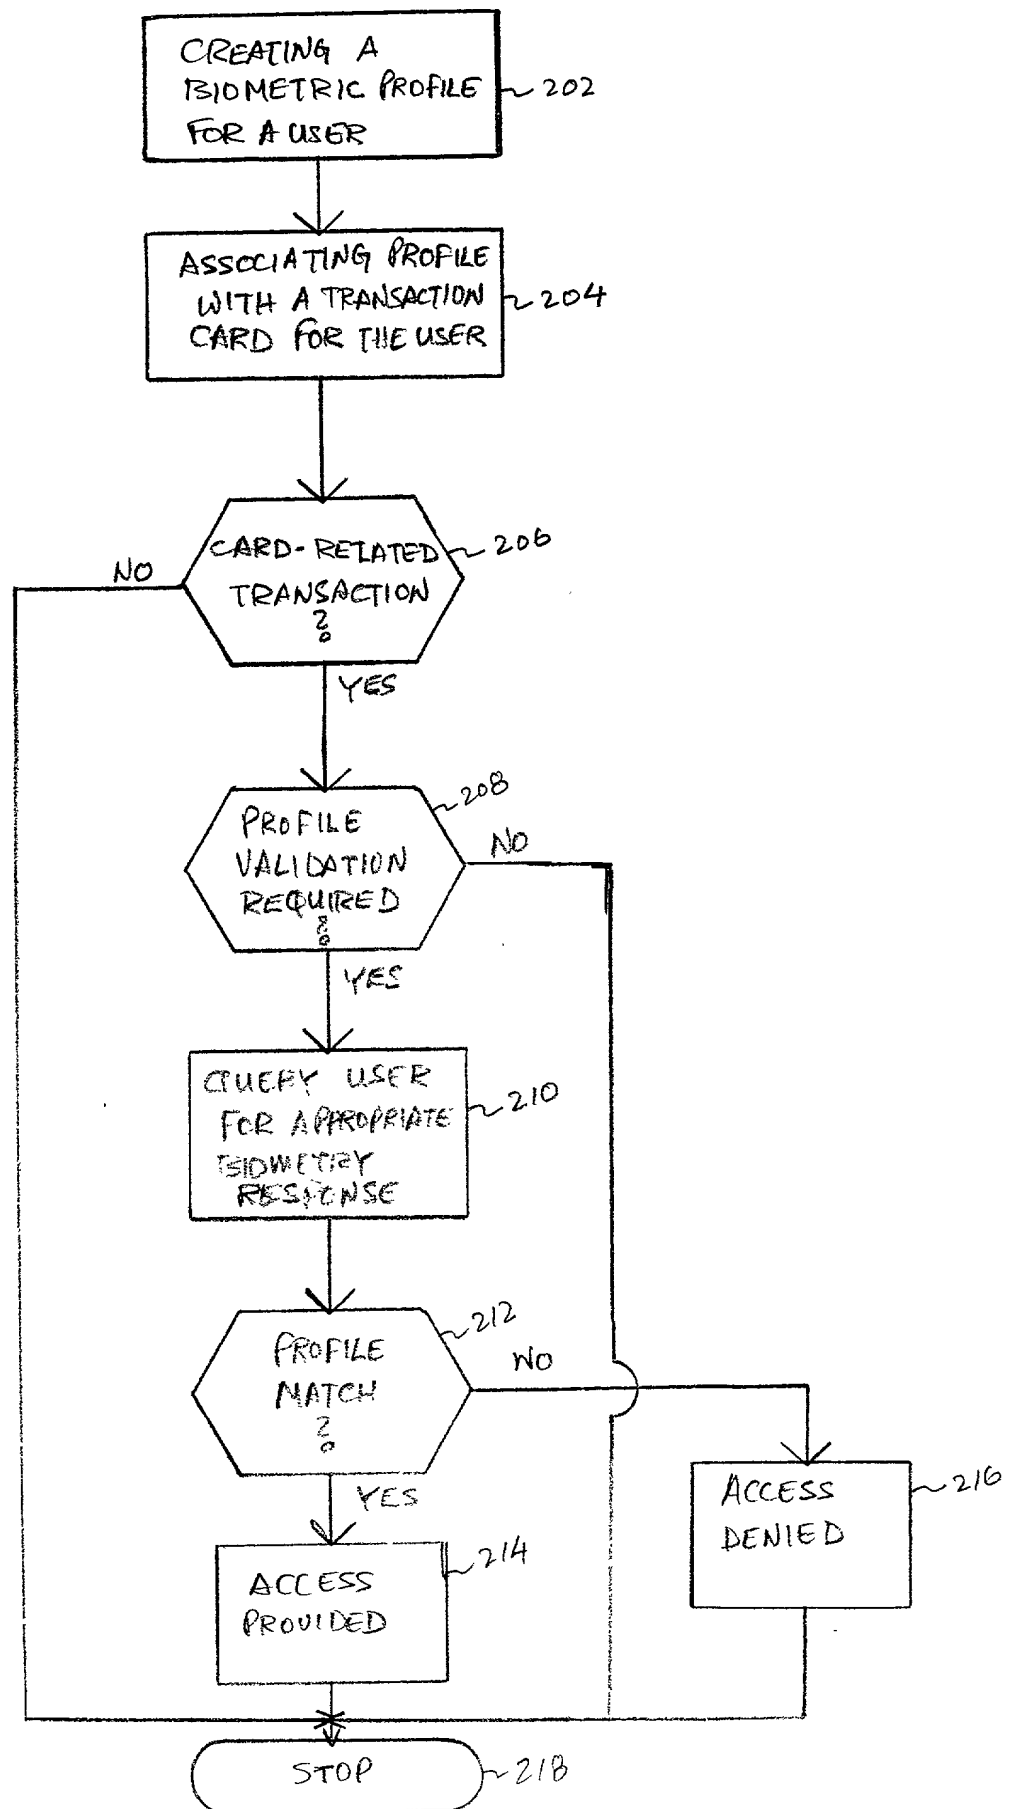 CREATING A
BIOMETRIC PROFILE
FOR A USER
202
ASSOCIATING PROFILE
WITH A TRANSACTION
CARD FOR THE USER
204
CARD-RELATED
TRANSACTION
?
206
NO
YES
PROFILE
VALIDATION
REQUIRED
?
208
NO
YES
QUERY USER
FOR APPROPRIATE
BIOMETRY
RESPONSE
210
PROFILE
MATCH
?
212
NO
YES
ACCESS
PROVIDED
214
ACCESS
DENIED
216
STOP
218